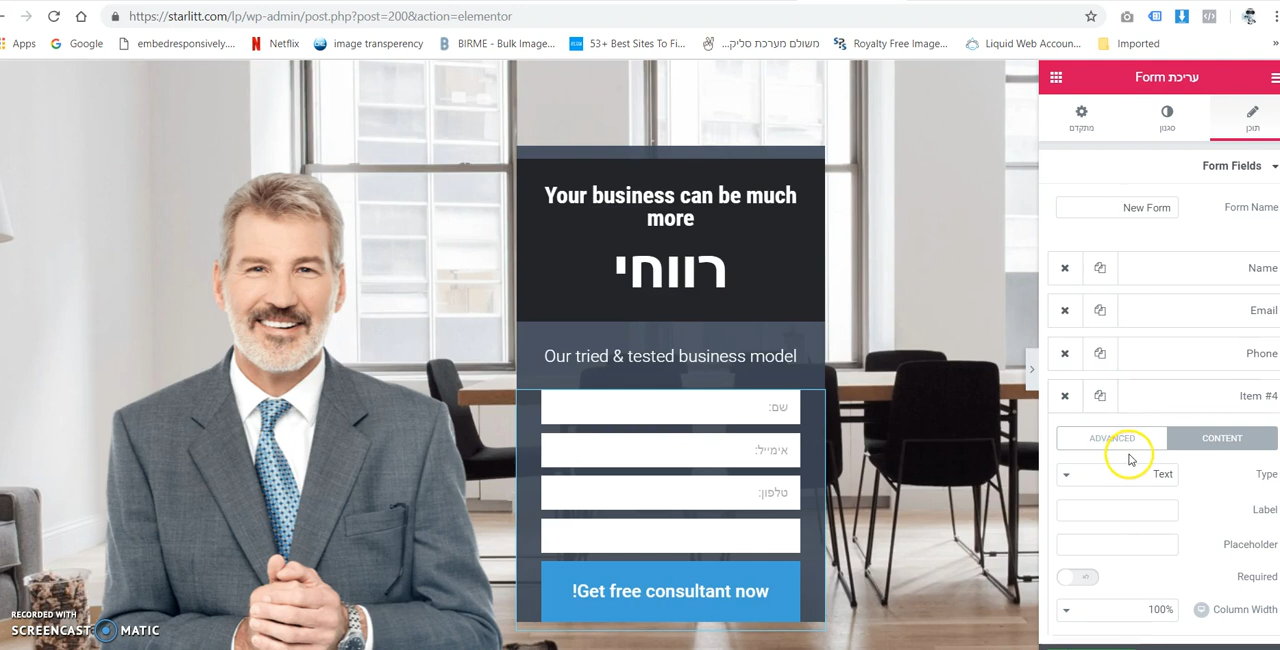 https://starlitt.com/lp/wp-admin/post.php?post=200&action=elementor
Apps Google embedresponsively.... Netflix image transperency BIRME - Bulk Image... 53+ Best Sites To Fi... משולם מערכת סליק... Royalty Free Image... Liquid Web Accoun... Imported »
עריכת Form
תוכן
סגנון
מתקדם
Form Fields
Form Name
New Form
Name
Email
Phone
Item #4
ADVANCED CONTENT
Type
Text
Label
Placeholder
Required
לא
Column Width
100%
Your business can be much
more
רווחי
Our tried & tested business model
שם:
אימייל:
טלפון:
!Get free consultant now
RECORDED WITH
SCREENCAST MATIC